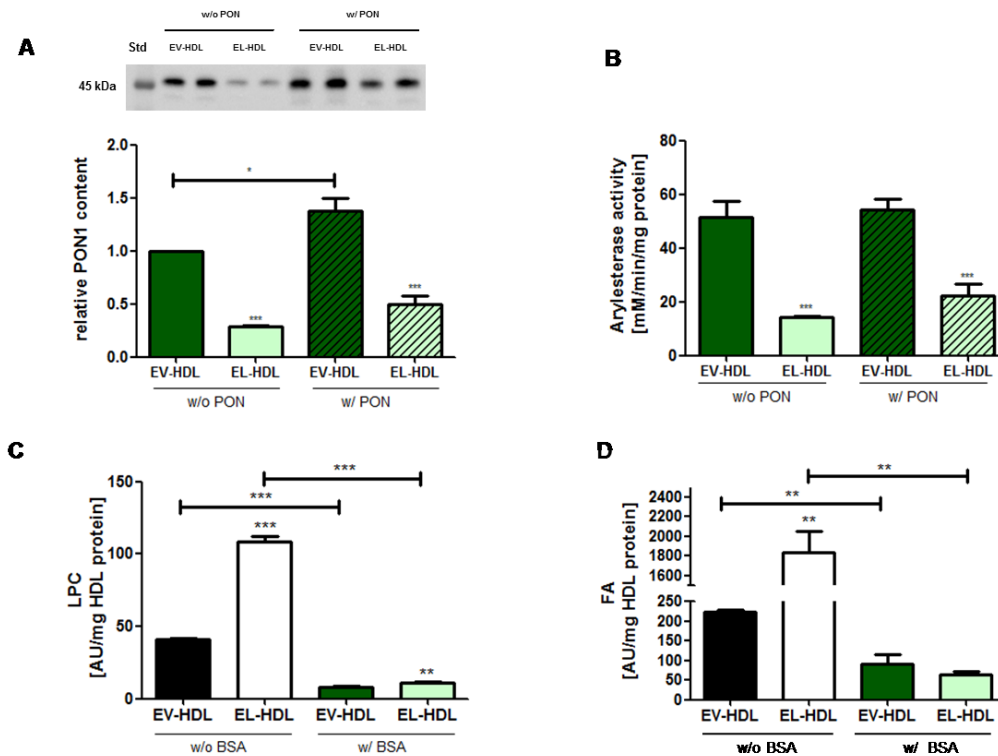 A
w/o PON w/ PON
Std EV-HDL EL-HDL EV-HDL EL-HDL
45 kDa
relative PON1 content
2.0
1.5
1.0
0.5
0.0
*
***
***
EV-HDL EL-HDL EV-HDL EL-HDL
w/o PON w/ PON
B
Arylesterase activity
[mM/min/mg protein]
80
60
40
20
0
***
***
EV-HDL EL-HDL EV-HDL EL-HDL
w/o PON w/ PON
C
LPC
[AU/mg HDL protein]
150
100
50
0
***
***
***
**
EV-HDL EL-HDL EV-HDL EL-HDL
w/o BSA w/ BSA
D
FA
[AU/mg HDL protein]
2400
2200
2000
1800
1600
250
200
150
100
50
0
**
**
**
EV-HDL EL-HDL EV-HDL EL-HDL
w/o BSA w/ BSA